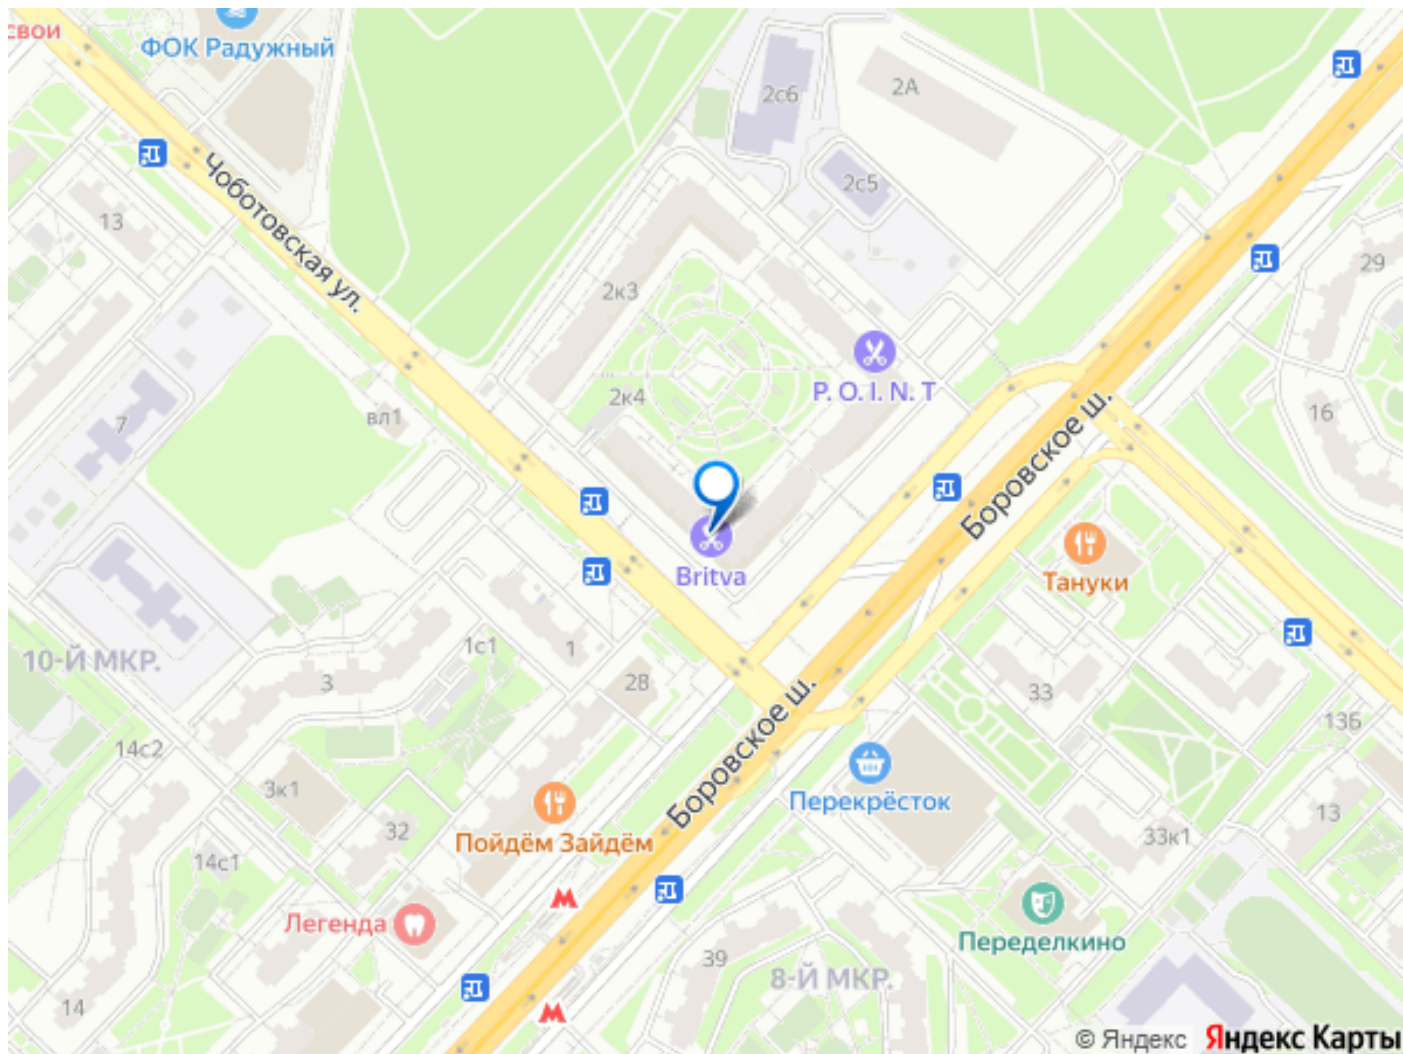 свои
ФОК Радужный
2с6
2А
Чоботовская ул.
2с5
13
29
2к3
P. O. I. N. T
2к4
вл1
7
16
Боровское ш.
Britva
Тануки
10-Й МКР.
1с1
1
3
28
33
13Б
14с2
Боровское ш.
3к1
Перекрёсток
32
Пойдём Зайдём
13
33к1
14с1
Легенда
Переделкино
39
8-Й МКР.
14
© Яндекс Яндекс Карты